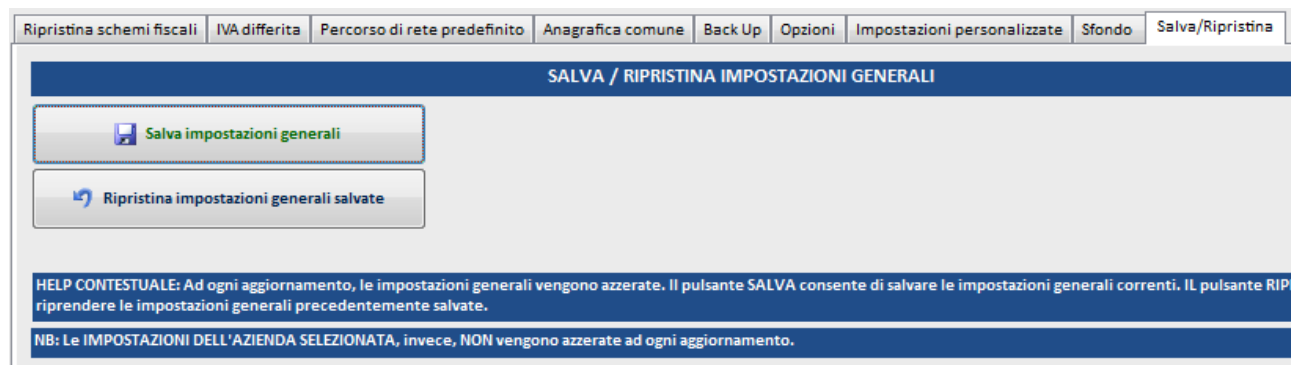 Ripristina schemi fiscali IVA differita Percorso di rete predefinito Anagrafica comune Back Up Opzioni Impostazioni personalizzate Sfondo Salva/Ripristina
SALVA / RIPRISTINA IMPOSTAZIONI GENERALI
Salva impostazioni generali
Ripristina impostazioni generali salvate
HELP CONTESTUALE: Ad ogni aggiornamento, le impostazioni generali vengono azzerate. Il pulsante SALVA consente di salvare le impostazioni generali correnti. IL pulsante
riprendere le impostazioni generali precedentemente salvate.
NB: Le IMPOSTAZIONI DELL'AZIENDA SELEZIONATA, invece, NON vengono azzerate ad ogni aggiornamento.